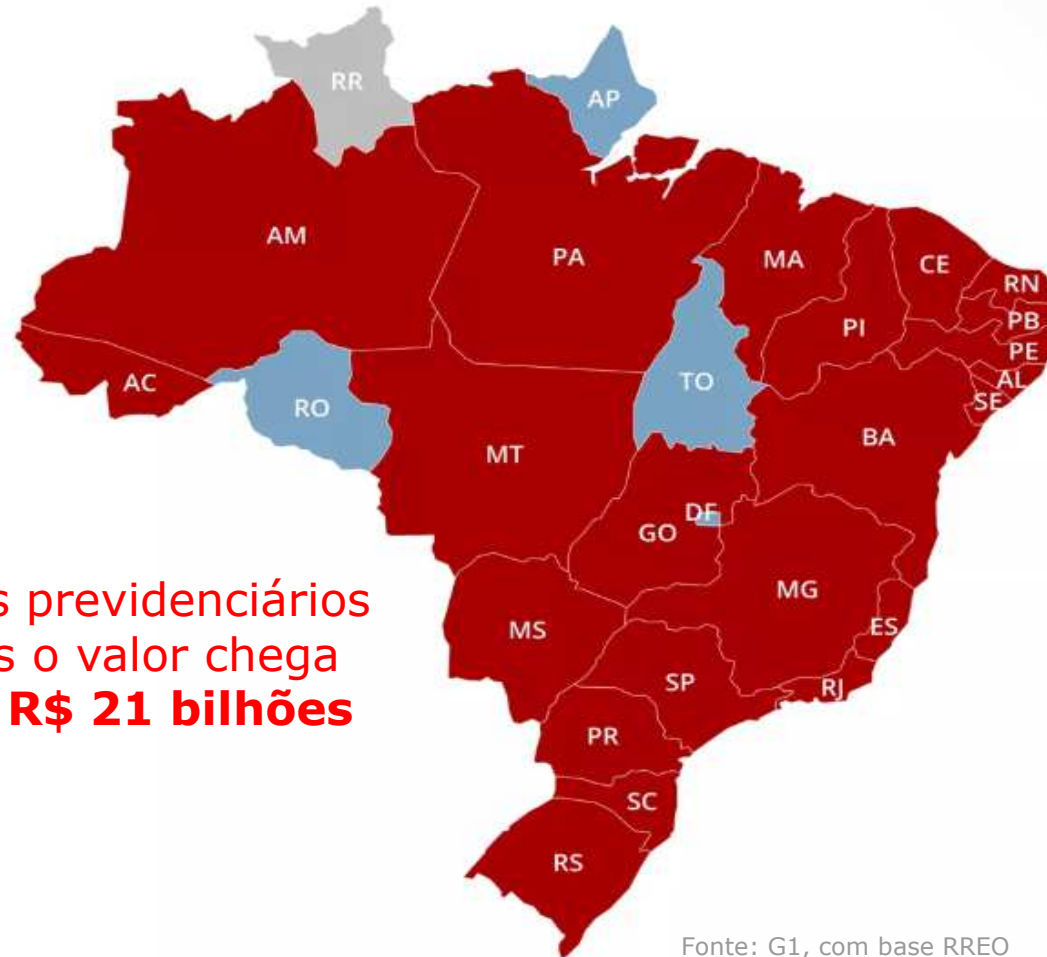 RR
AP
AM
PA
MA
CE
RN
PI
PB
PE
AC
TO
AL
RO
SE
BA
MT
DF
GO
MG
s previdenciários
MS
ES
s o valor chega
SP
RJ
R$ 21 bilhões
PR
SC
RS
Fonte: G1, com base RREO